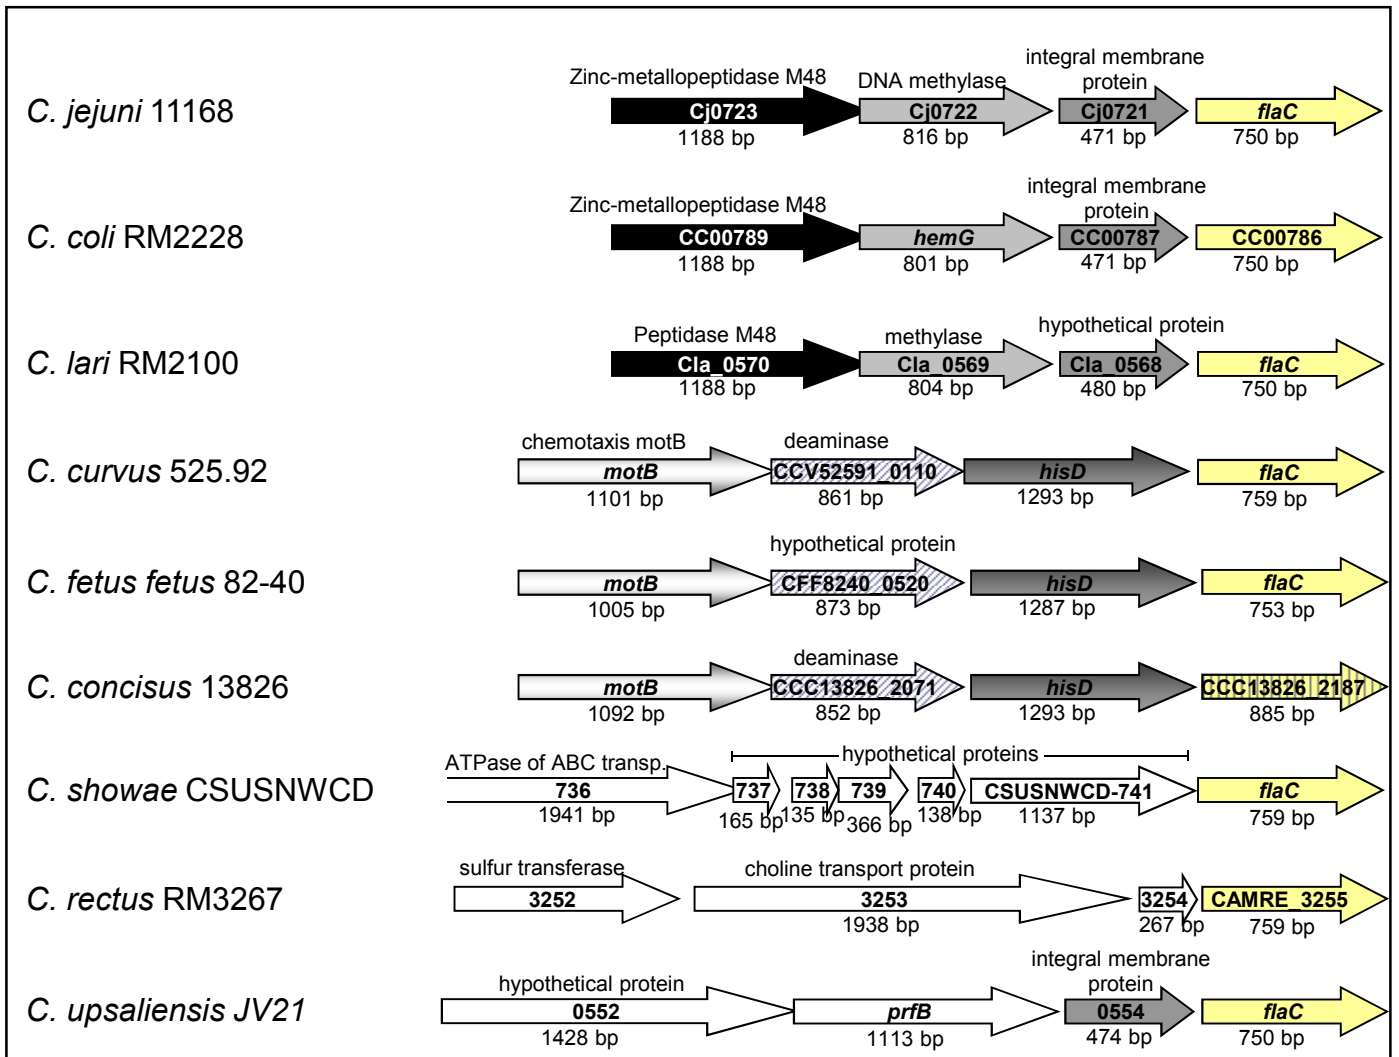 integral membrane
Zinc-metallopeptidase M48 DNA methylase protein
C. jejuni 11168 Cj0723 Cj0722 Cj0721 flaC
1188 bp 816 bp 471 bp 750 bp
integral membrane
Zinc-metallopeptidase M48 protein
C. coli RM2228 CC00789 hemG CC00787 CC00786
1188 bp 801 bp 471 bp 750 bp
Peptidase M48 methylase hypothetical protein
C. lari RM2100 Cla_0570 Cla_0569 Cla_0568 flaC
1188 bp 804 bp 480 bp 750 bp
chemotaxis motB deaminase
C. curvus 525.92 motB CCV52591_0110 hisD flaC
1101 bp 861 bp 1293 bp 759 bp
hypothetical protein
C. fetus fetus 82-40 motB CFF8240_0520 hisD flaC
1005 bp 873 bp 1287 bp 753 bp
deaminase
C. concisus 13826 motB CCC13826_2071 hisD CCC13826_2187
1092 bp 852 bp 1293 bp 885 bp
ATPase of ABC transp. hypothetical proteins
C. showae CSUSNWCD 736 737 738 739 740 CSUSNWCD-741 flaC
1941 bp 165 bp 135 bp 366 bp 138 bp 1137 bp 759 bp
sulfur transferase choline transport protein
C. rectus RM3267 3252 3253 3254 CAMRE_3255
1938 bp 267 bp 759 bp
integral membrane
hypothetical protein protein
C. upsaliensis JV21 0552 prfB 0554 flaC
1428 bp 1113 bp 474 bp 750 bp